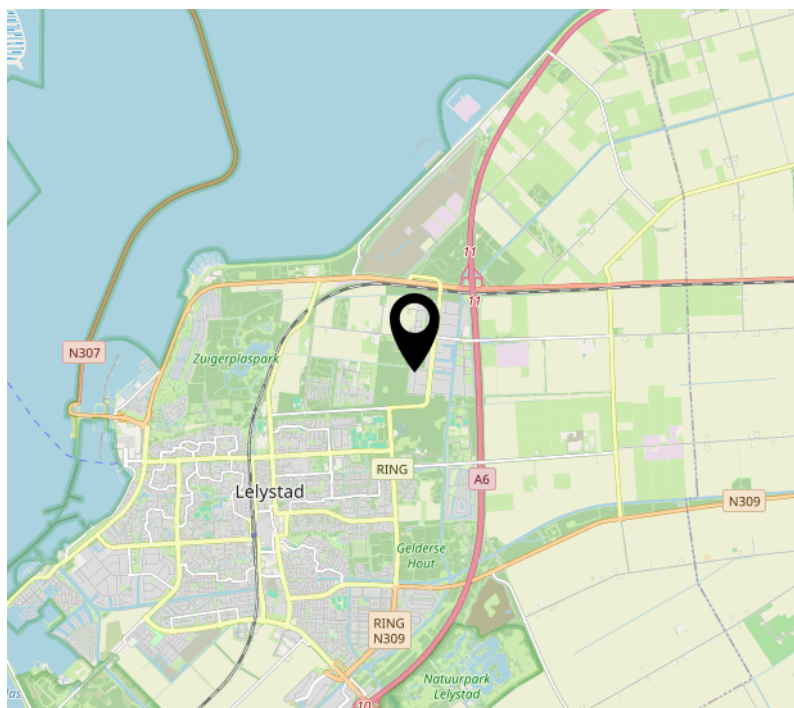 11
11
N307
Zuigerplaspark
RING
A6
Lelystad
N309
Gelderse
Hout
RING
N309
Natuurpark
Lelystad
10